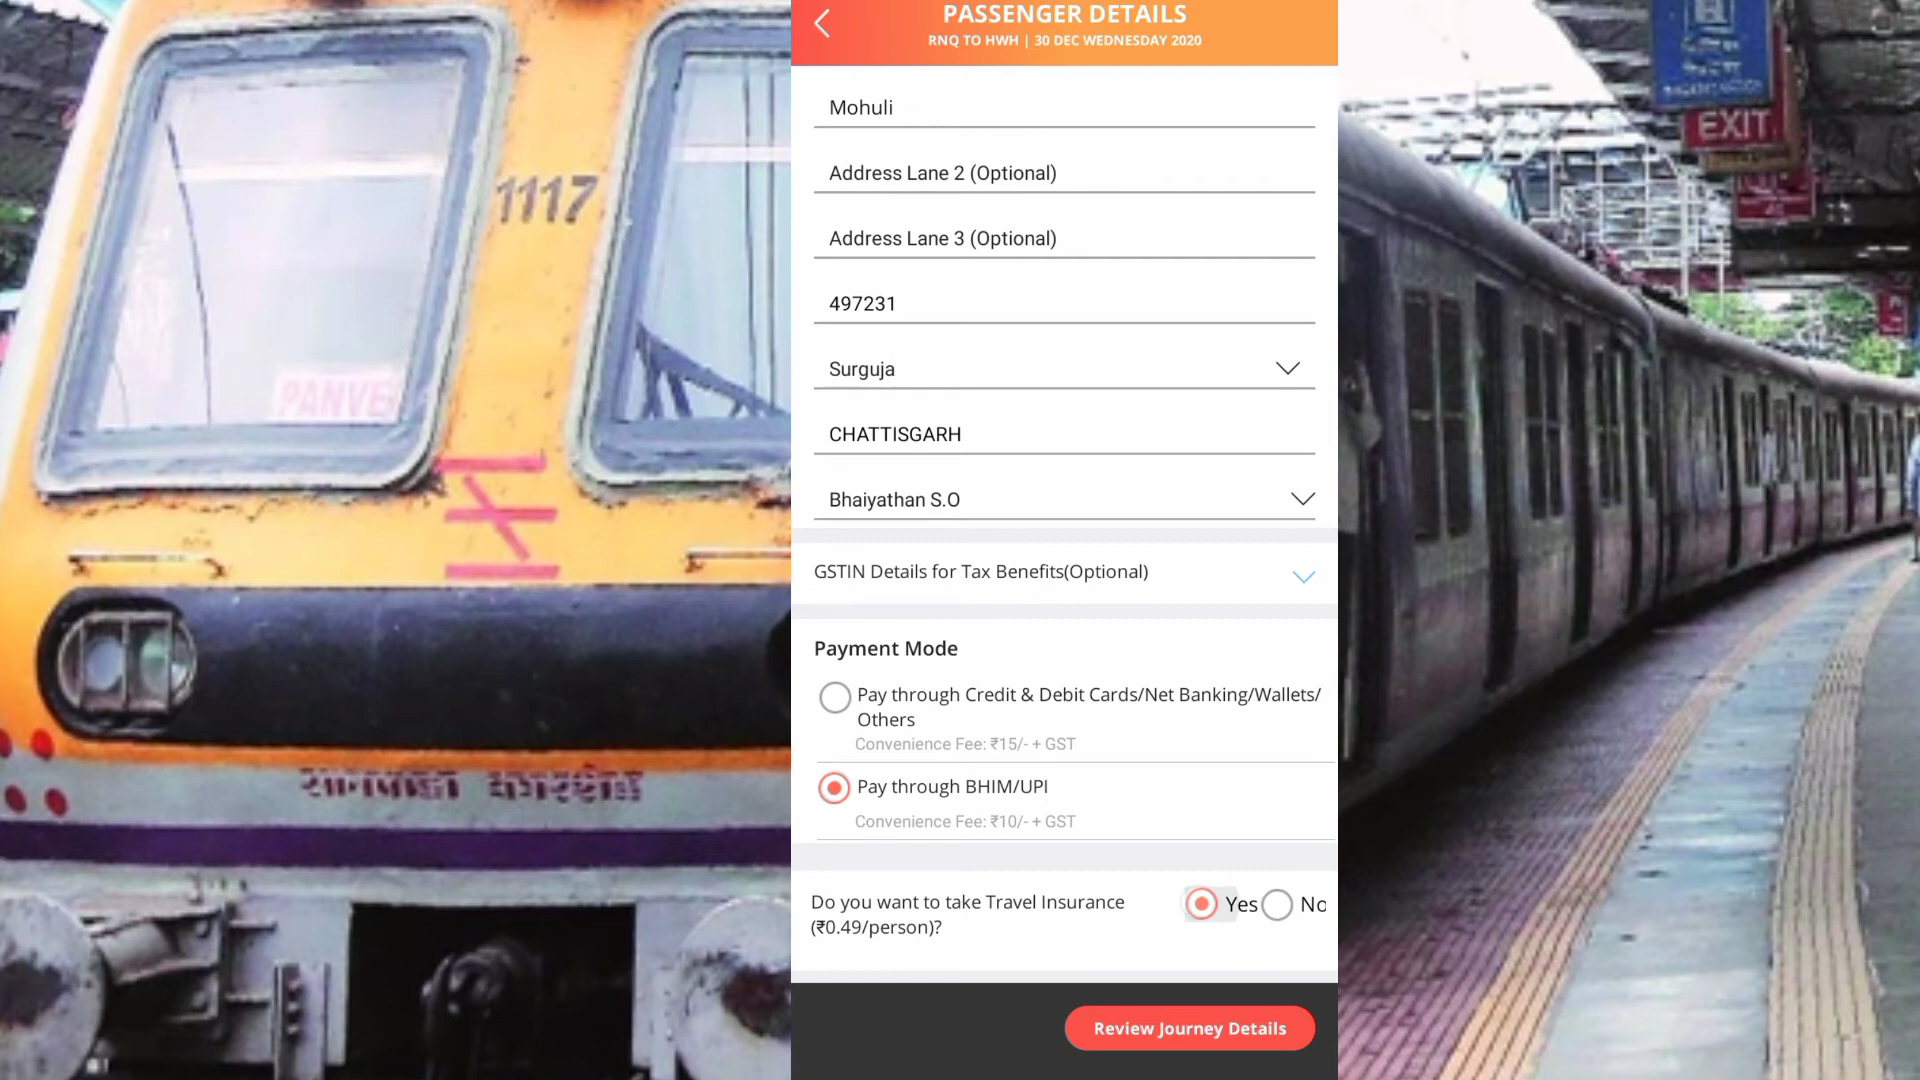 PASSENGER DETAILS
RNQ TO HWH | 30 DEC WEDNESDAY 2020
Mohuli
Address Lane 2 (Optional)
Address Lane 3 (Optional)
497231
Surguja
CHATTISGARH
Bhaiyathan S.O
GSTIN Details for Tax Benefits(Optional)
Payment Mode
Pay through Credit & Debit Cards/Net Banking/Wallets/
Others
Convenience Fee: ₹15/- + GST
Pay through BHIM/UPI
Convenience Fee: ₹10/- + GST
Do you want to take Travel Insurance
(₹0.49/person)?
Yes No
Review Journey Details
1117
PANVE
EXIT